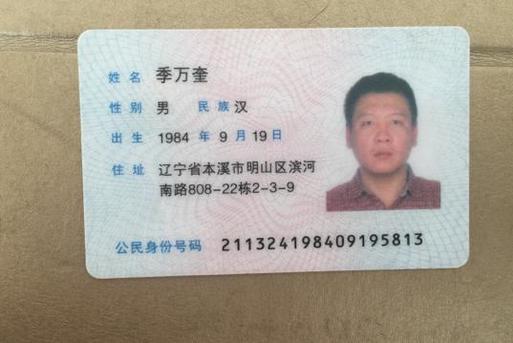 姓名 季万奎
性别 男 民族 汉
出生 1984 年 9 月 19 日
住址 辽宁省本溪市明山区滨河
南路808-22栋2-3-9
公民身份号码 211324198409195813